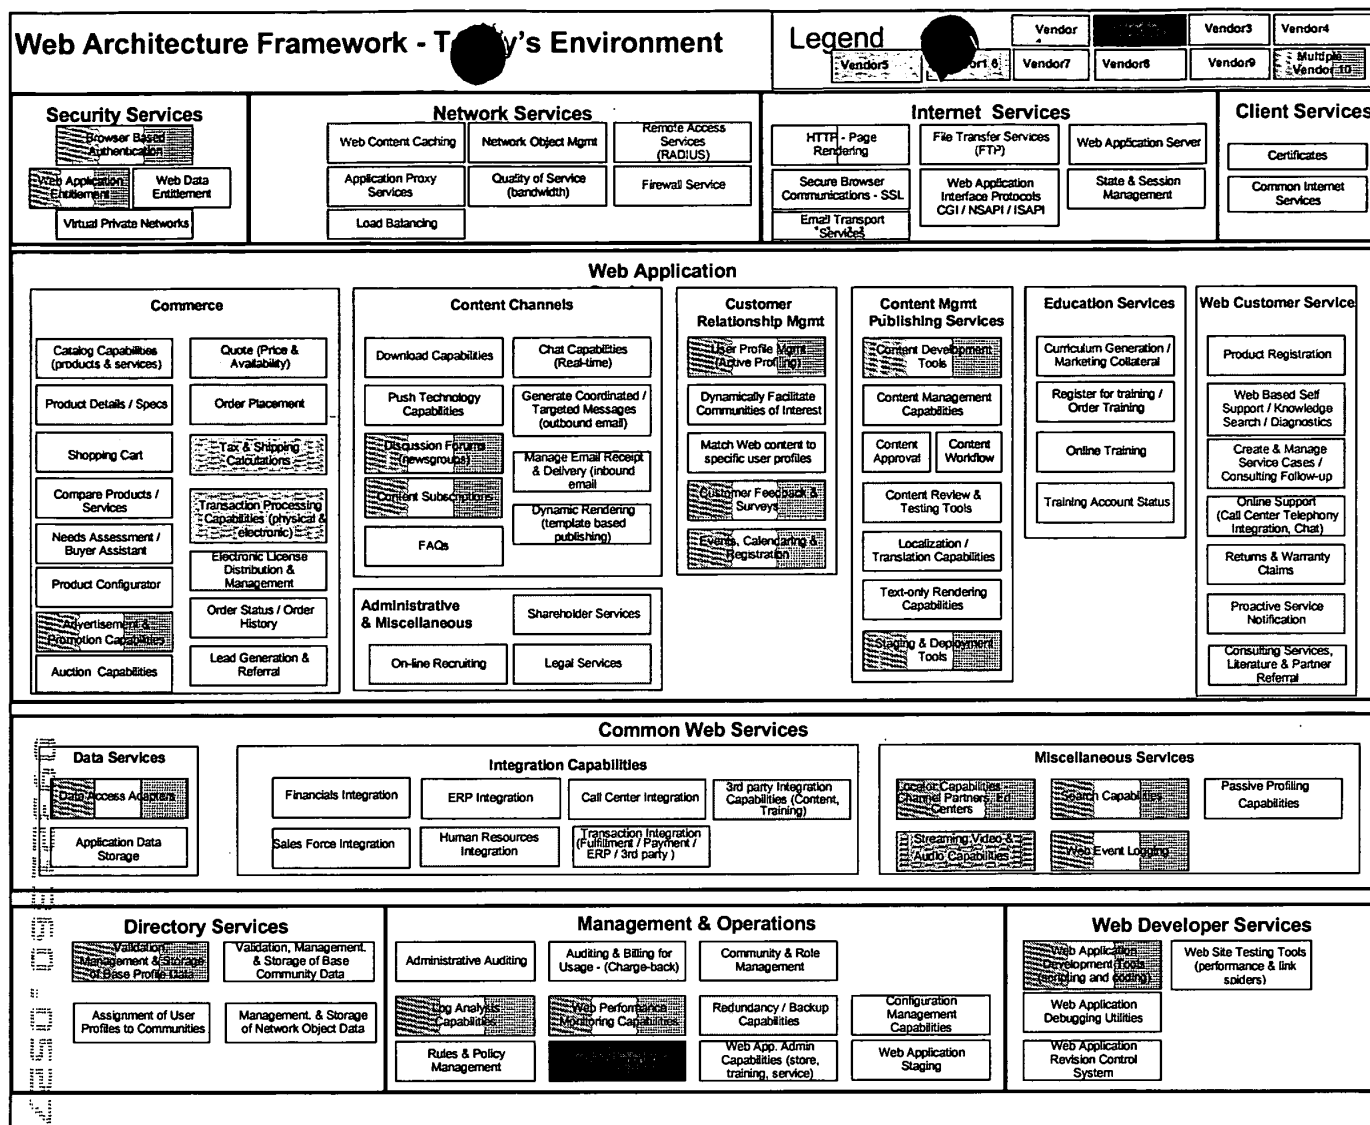 Web Architecture Framework - T y's Environment
Legend
Vendor
Vendor3
Vendor4
Vendor5
6
Vendor7
Vendor8
Vendor9
Multiple
Vendor 10
Security Services
Browser Based
Authentication
Web Application
Entitlement
Web Data
Entitlement
Virtual Private Networks
Network Services
Web Content Caching
Network Object Mgmt
Remote Access
Services
(RADIUS)
Application Proxy
Services
Quality of Service
(bandwidth)
Firewall Service
Load Balancing
Internet Services
HTTP - Page
Rendering
File Transfer Services
(FTP)
Web Application Server
Secure Browser
Communications - SSL
Web Application
Interface Protocols
CGI / NSAPI / ISAPI
State & Session
Management
Email Transport
Services
Client Services
Certificates
Common Internet
Services
Web Application
Commerce
Catalog Capabilities
(products & services)
Quote (Price &
Availability)
Product Details / Specs
Order Placement
Shopping Cart
Tax & Shipping
Calculations
Compare Products /
Services
Transaction Processing
Capabilities (physical &
electronic)
Needs Assessment /
Buyer Assistant
Electronic License
Distribution &
Management
Product Configurator
Order Status / Order
History
Advertisement &
Promotion Capabilities
Lead Generation &
Referral
Auction Capabilities
Content Channels
Download Capabilities
Chat Capabilities
(Real-time)
Push Technology
Capabilities
Generate Coordinated /
Targeted Messages
(outbound email)
Discussion Forums
(newsgroups)
Manage Email Receipt
& Delivery (inbound
email
Content Subscriptions
Dynamic Rendering
(template based
publishing)
FAQs
Administrative
& Miscellaneous
Shareholder Services
On-line Recruiting
Legal Services
Customer
Relationship Mgmt
User Profile Mgmt
(Active Profiling)
Dynamically Facilitate
Communities of Interest
Match Web content to
specific user profiles
Customer Feedback &
Surveys
Events, Calendaring &
Registration
Content Mgmt
Publishing Services
Content Development
Tools
Content Management
Capabilities
Content
Approval
Content
Workflow
Content Review &
Testing Tools
Localization /
Translation Capabilities
Text-only Rendering
Capabilities
Staging & Deployment
Tools
Education Services
Curriculum Generation /
Marketing Collateral
Register for training /
Order Training
Online Training
Training Account Status
Web Customer Service
Product Registration
Web Based Self
Support / Knowledge
Search / Diagnostics
Create & Manage
Service Cases /
Consulting Follow-up
Online Support
(Call Center Telephony
Integration, Chat)
Returns & Warranty
Claims
Proactive Service
Notification
Consulting Services,
Literature & Partner
Referral
Common Web Services
Data Services
Data Access Adapters
Application Data
Storage
Integration Capabilities
Financials Integration
ERP Integration
Call Center Integration
3rd party Integration
Capabilities (Content,
Training)
Sales Force Integration
Human Resources
Integration
Transaction Integration
(Fulfillment / Payment /
ERP / 3rd party )
Miscellaneous Services
Locator Capabilities
Channel Partners, Ed
Centers
Search Capabilities
Passive Profiling
Capabilities
Streaming Video &
Audio Capabilities
Web Event Logging
Directory Services
Validation,
Management & Storage
of Base Profile Data
Validation, Management,
& Storage of Base
Community Data
Assignment of User
Profiles to Communities
Management, & Storage
of Network Object Data
Management & Operations
Administrative Auditing
Auditing & Billing for
Usage - (Charge-back)
Community & Role
Management
Log Analysis
Capabilities
Web Performance
Monitoring Capabilities
Redundancy / Backup
Capabilities
Configuration
Management
Capabilities
Rules & Policy
Management
Web App. Admin
Capabilities (store,
training, service)
Web Application
Staging
Web Developer Services
Web Application
Development Tools
(scripting and coding)
Web Site Testing Tools
(performance & link
spiders)
Web Application
Debugging Utilities
Web Application
Revision Control
System